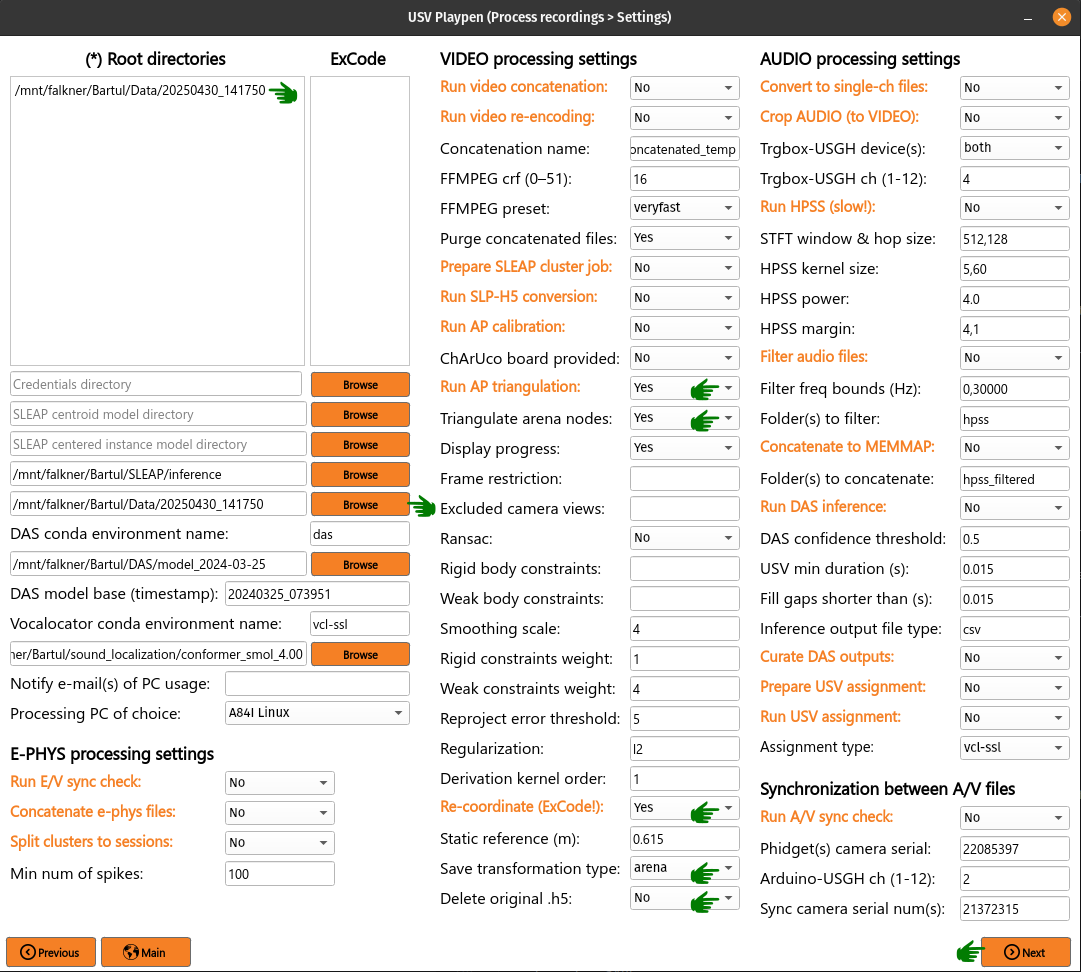 USV Playpen (Process recordings > Settings)
(*) Root directories
ExCode
/mnt/falkner/Bartul/Data/20250430_141750
Credentials directory
Browse
SLEAP centroid model directory
Browse
SLEAP centered instance model directory
Browse
/mnt/falkner/Bartul/SLEAP/inference
Browse
/mnt/falkner/Bartul/Data/20250430_141750
Browse
DAS conda environment name:
das
/mnt/falkner/Bartul/DAS/model_2024-03-25
Browse
DAS model base (timestamp):
20240325_073951
Vocalocator conda environment name:
vcl-ssl
ner/Bartul/sound_localization/conformer_smol_4.00
Browse
Notify e-mail(s) of PC usage:
Processing PC of choice:
A84I Linux
E-PHYS processing settings
Run E/V sync check:
No
Concatenate e-phys files:
No
Split clusters to sessions:
No
Min num of spikes:
100
VIDEO processing settings
Run video concatenation:
No
Run video re-encoding:
No
Concatenation name:
oncatenated_temp
FFMPEG crf (0–51):
16
FFMPEG preset:
veryfast
Purge concatenated files:
Yes
Prepare SLEAP cluster job:
No
Run SLP-H5 conversion:
No
Run AP calibration:
No
ChArUco board provided:
No
Run AP triangulation:
Yes
Triangulate arena nodes:
Yes
Display progress:
Yes
Frame restriction:
Excluded camera views:
Ransac:
No
Rigid body constraints:
Weak body constraints:
Smoothing scale:
4
Rigid constraints weight:
1
Weak constraints weight:
4
Reproject error threshold:
5
Regularization:
l2
Derivation kernel order:
1
Re-coordinate (ExCode!):
Yes
Static reference (m):
0.615
Save transformation type:
arena
Delete original .h5:
No
AUDIO processing settings
Convert to single-ch files:
No
Crop AUDIO (to VIDEO):
No
Trgbox-USGH device(s):
both
Trgbox-USGH ch (1-12):
4
Run HPSS (slow!):
No
STFT window & hop size:
512,128
HPSS kernel size:
5,60
HPSS power:
4.0
HPSS margin:
4,1
Filter audio files:
No
Filter freq bounds (Hz):
0,30000
Folder(s) to filter:
hpss
Concatenate to MEMMAP:
No
Folder(s) to concatenate:
hpss_filtered
Run DAS inference:
No
DAS confidence threshold:
0.5
USV min duration (s):
0.015
Fill gaps shorter than (s):
0.015
Inference output file type:
csv
Curate DAS outputs:
No
Prepare USV assignment:
No
Run USV assignment:
No
Assignment type:
vcl-ssl
Synchronization between A/V files
Run A/V sync check:
No
Phidget(s) camera serial:
22085397
Arduino-USGH ch (1-12):
2
Sync camera serial num(s):
21372315
Previous
Main
Next